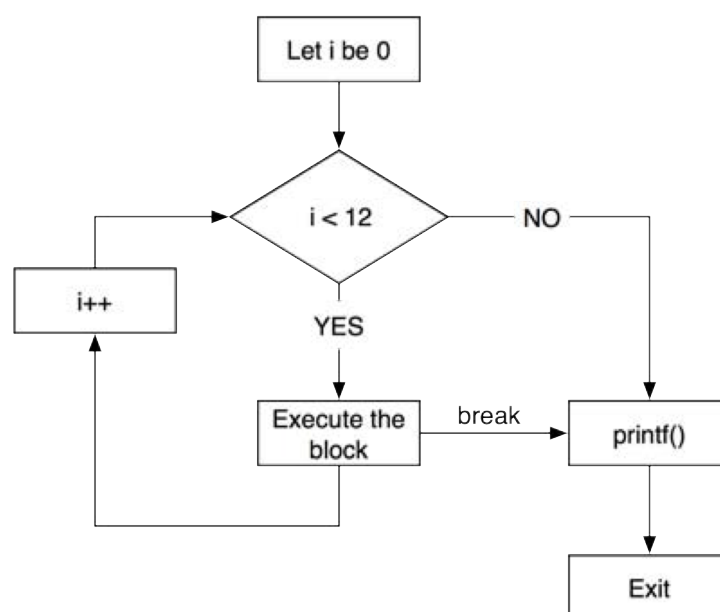 Let i be 0
i < 12
NO
i++
YES
Execute the
block
break
printf()
Exit